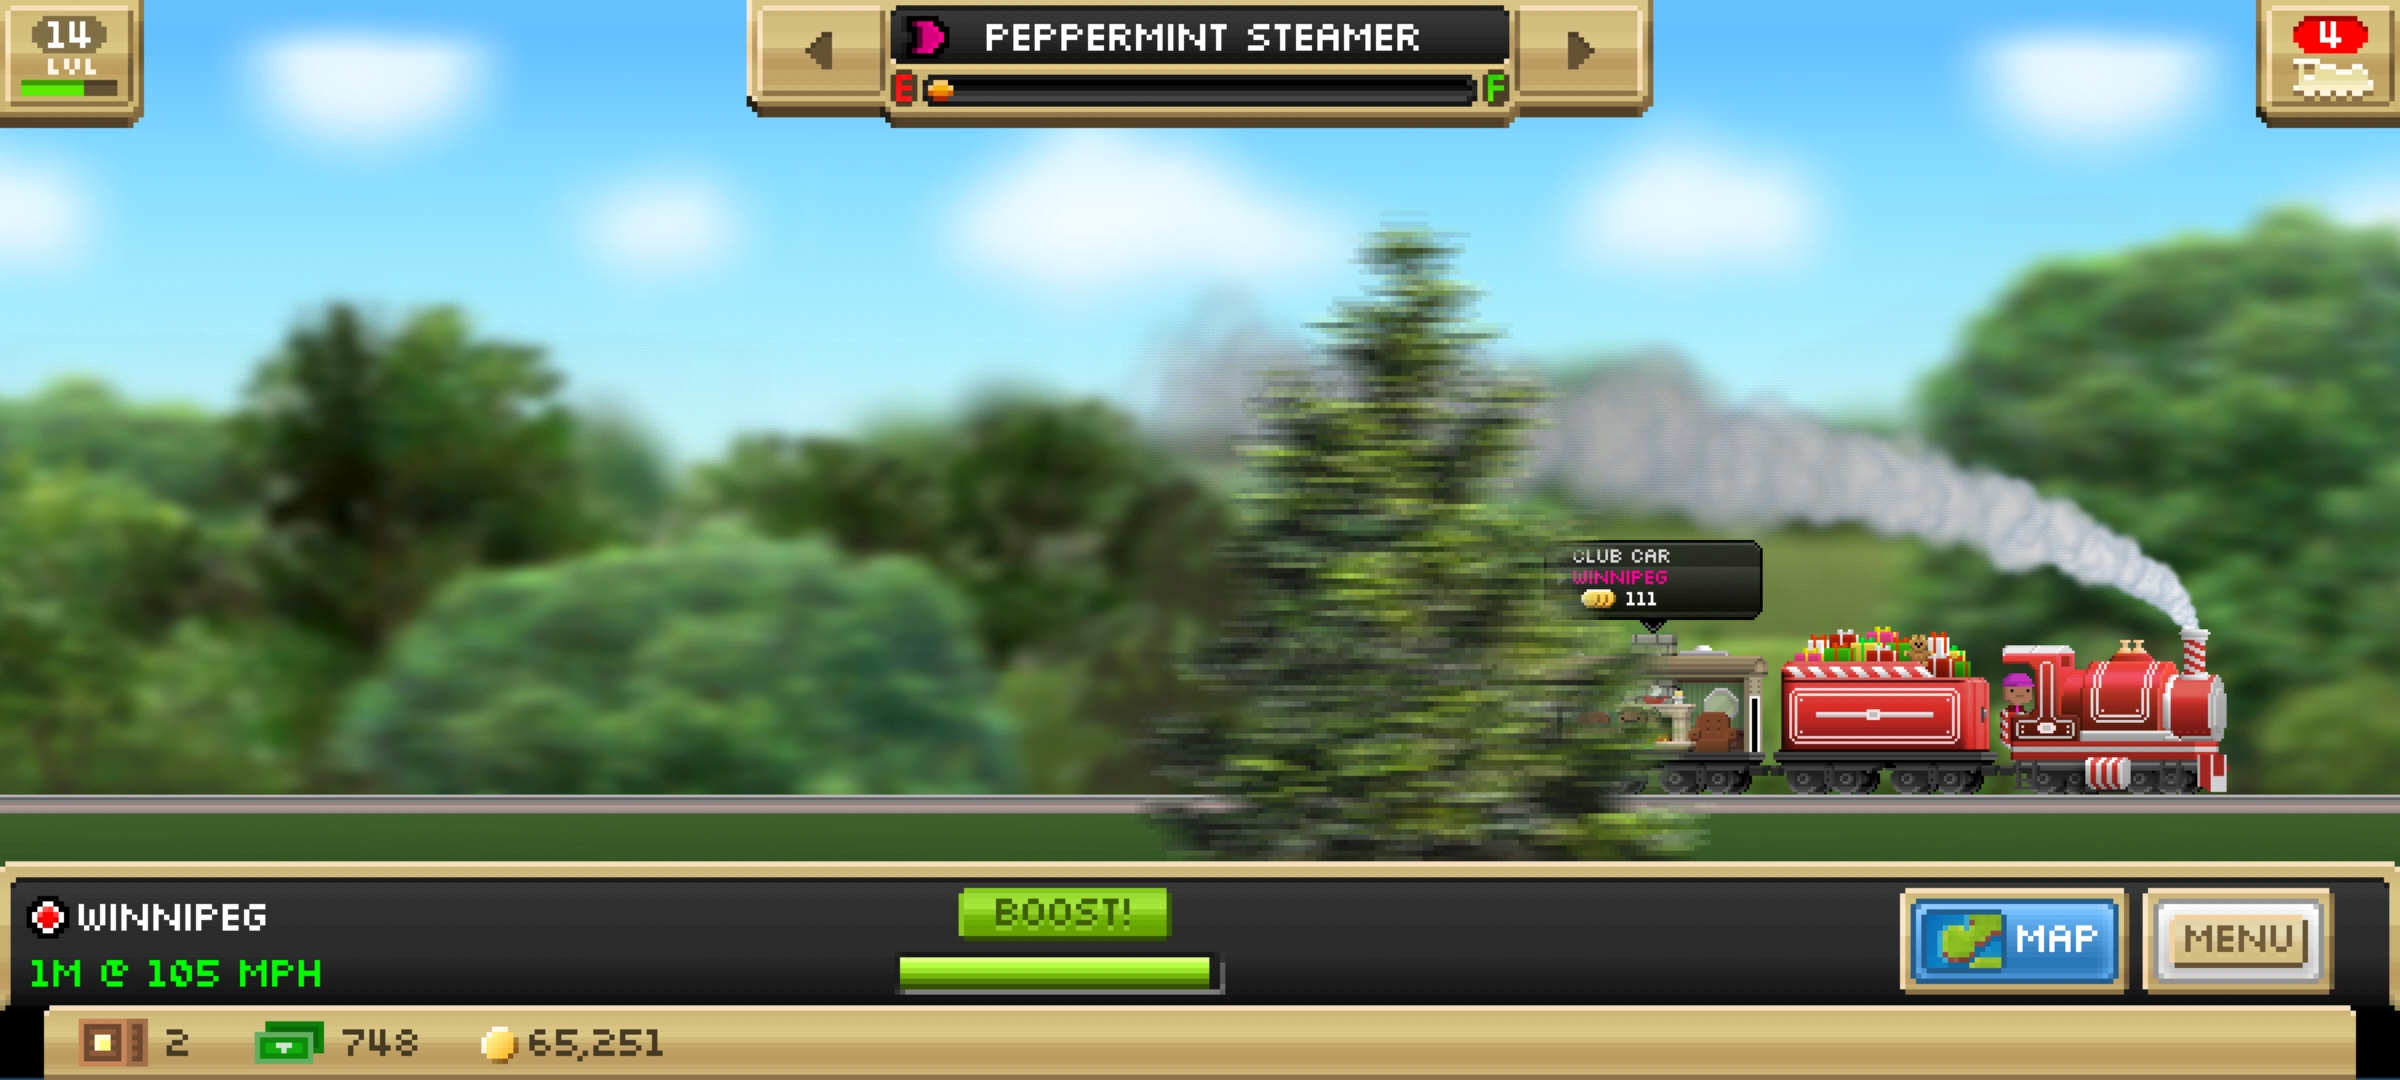 14
LVL
PEPPERMINT STEAMER
E
F
4
CLUB CAR
WINNIPEG
111
WINNIPEG
1M @ 105 MPH
BOOST!
MAP
MENU
2
748
65,251